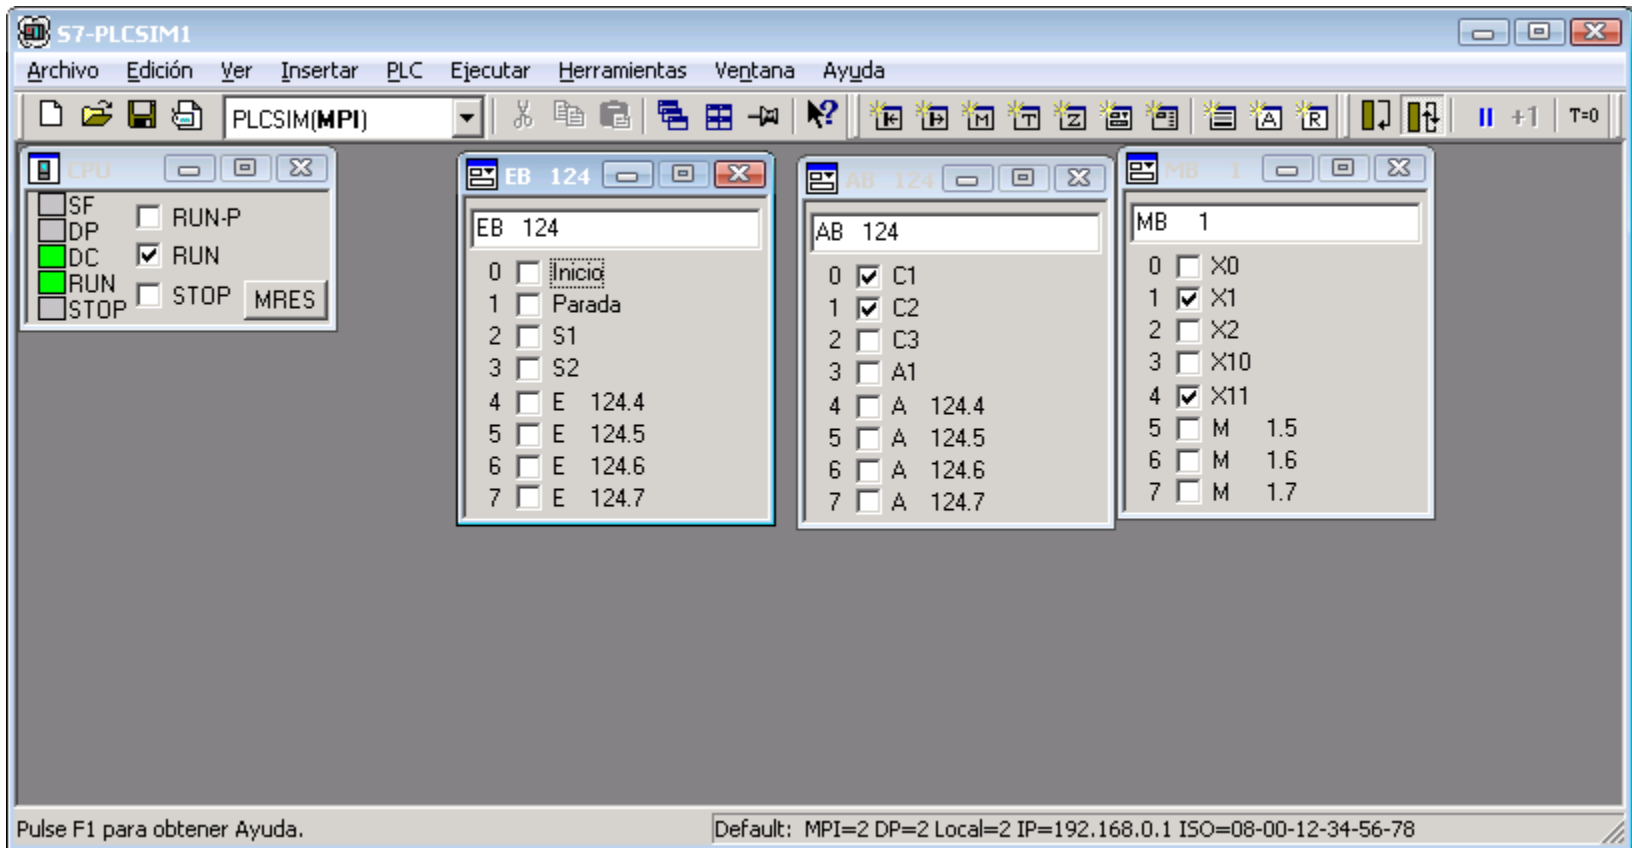 S7-PLCSIM1
Archivo Edición Ver Insertar PLC Ejecutar Herramientas Ventana Ayuda
PLCSIM(MPI) +1 T=0
CPU
SF
DP
DC
RUN
STOP
RUN-P
RUN
STOP MRES
EB 124
EB 124
0 Inicio
1 Parada
2 S1
3 S2
4 E 124.4
5 E 124.5
6 E 124.6
7 E 124.7
AB 124
AB 124
0 C1
1 C2
2 C3
3 A1
4 A 124.4
5 A 124.5
6 A 124.6
7 A 124.7
MB 1
MB 1
0 X0
1 X1
2 X2
3 X10
4 X11
5 M 1.5
6 M 1.6
7 M 1.7
Pulse F1 para obtener Ayuda.
Default: MPI=2 DP=2 Local=2 IP=192.168.0.1 ISO=08-00-12-34-56-78